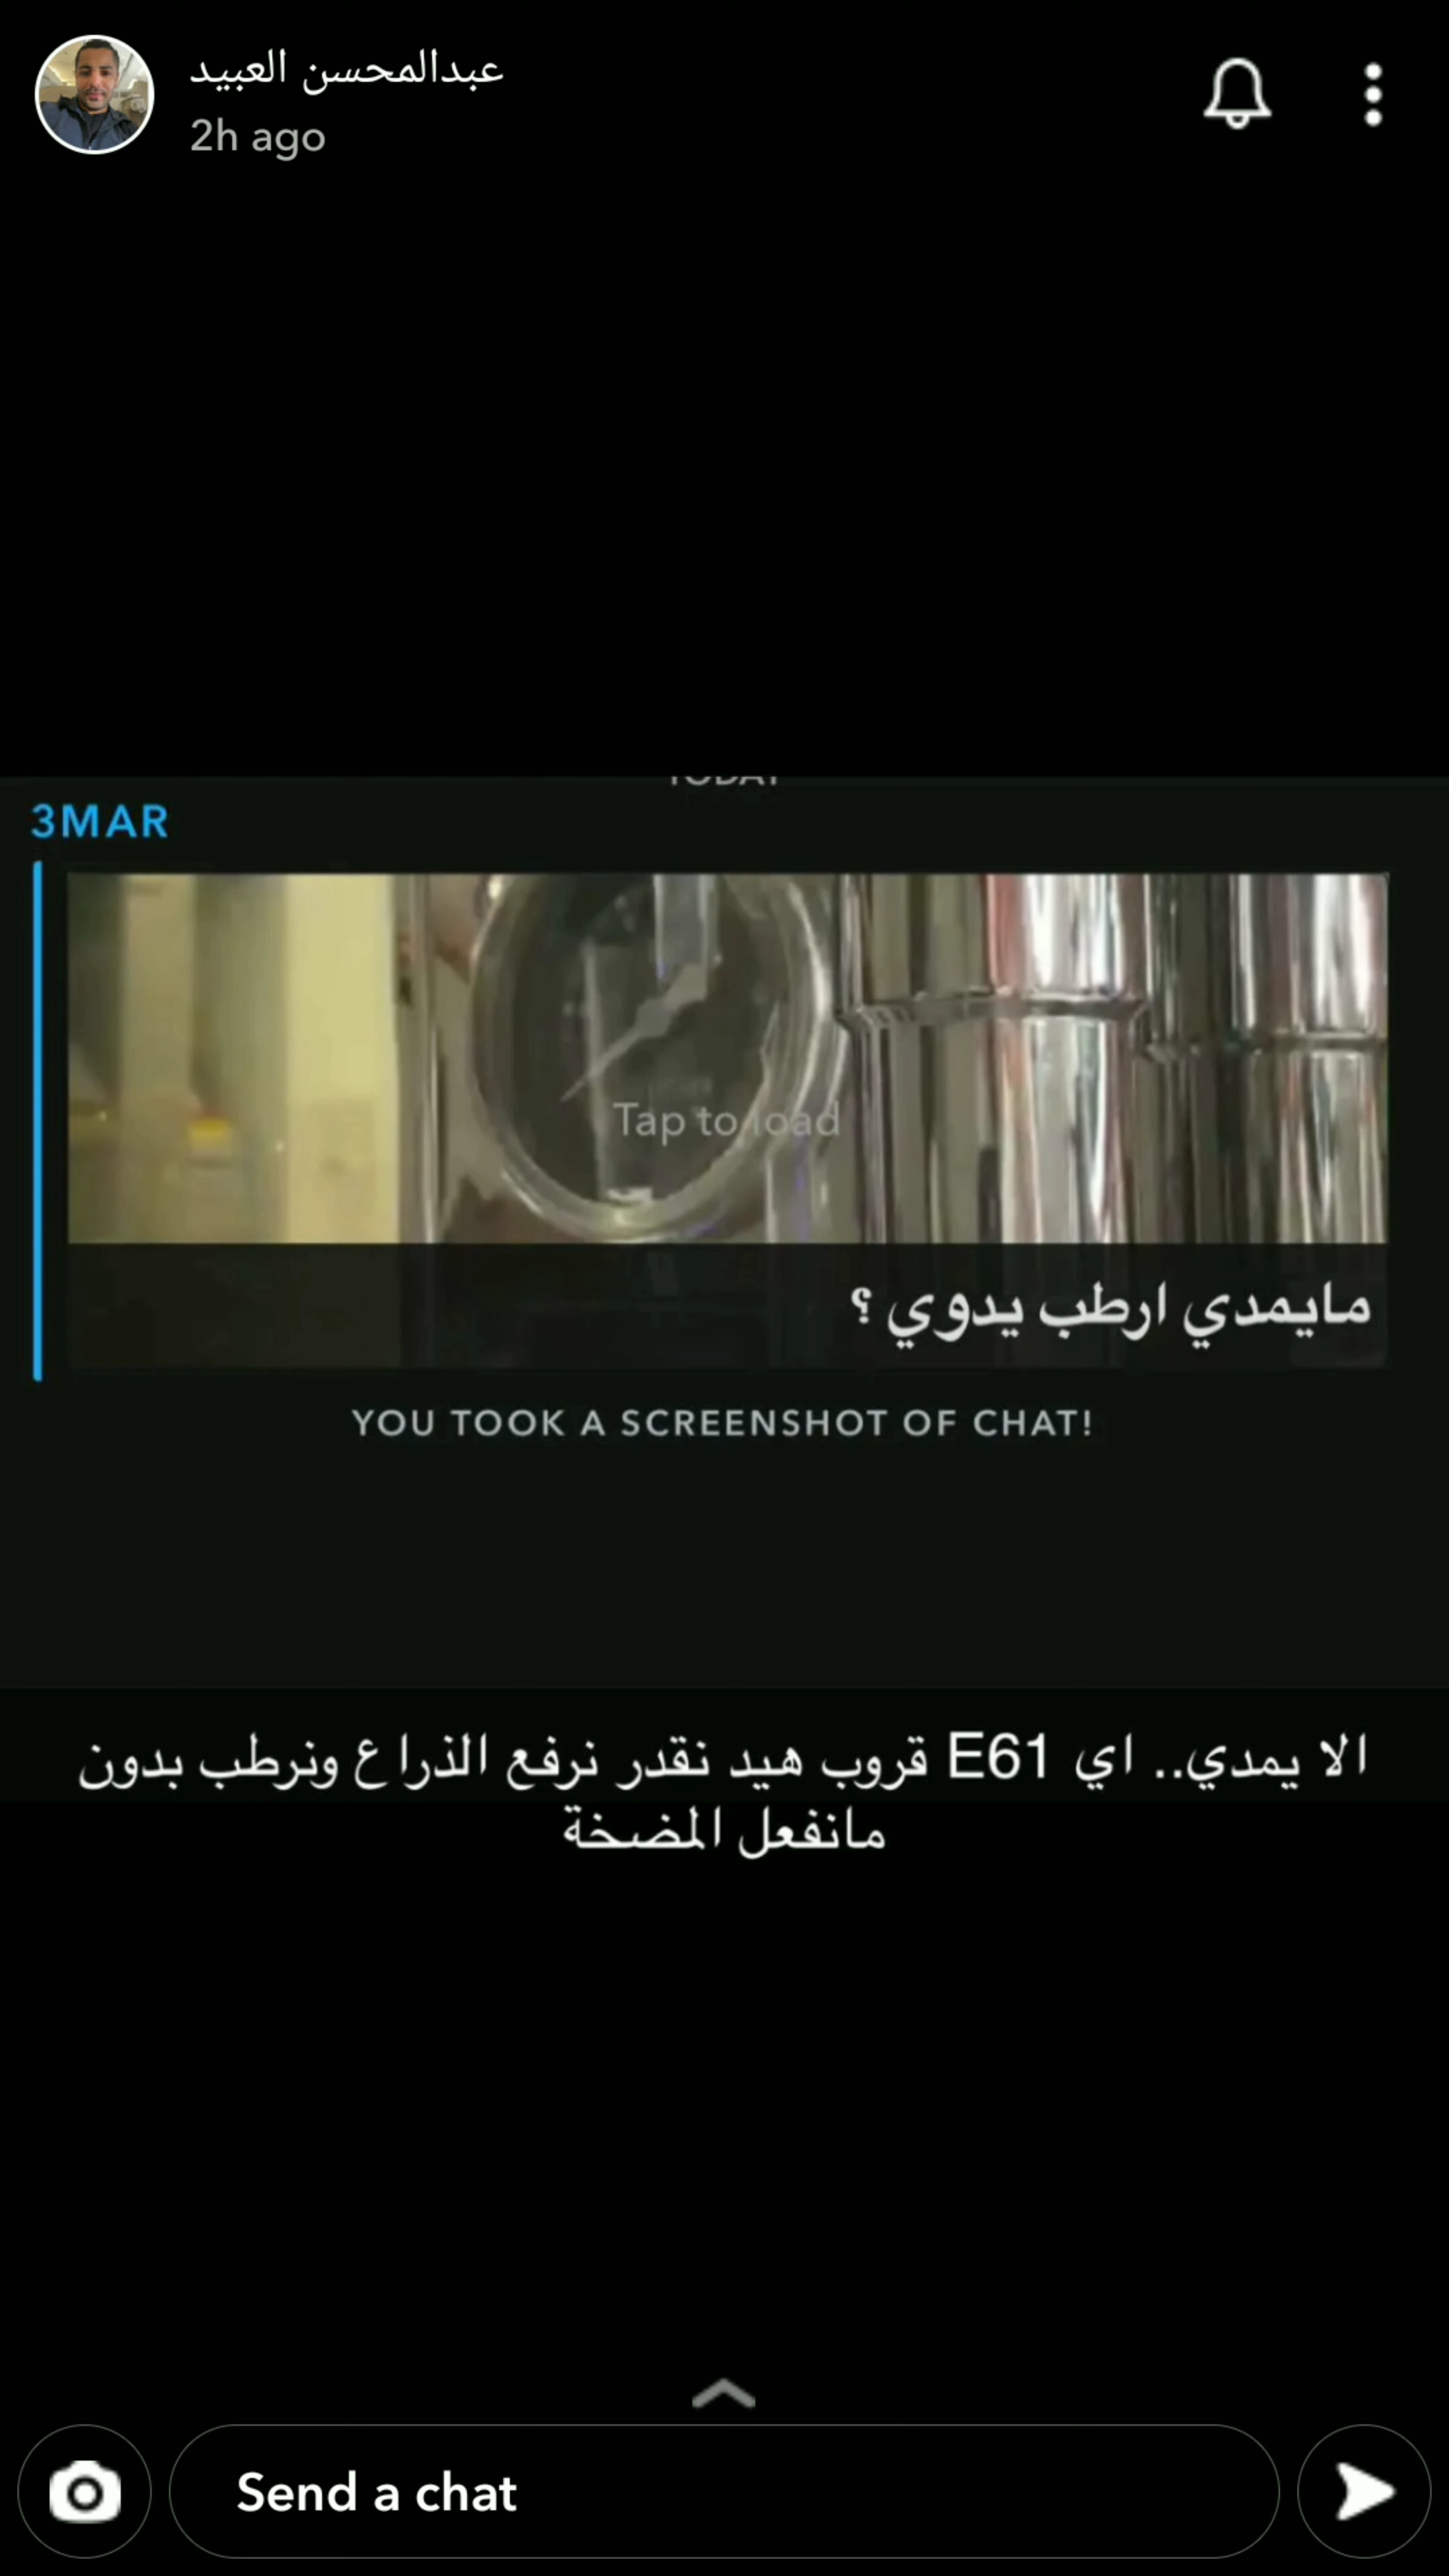 عبدالمحسن العبيد
2h ago
TODAY
3MAR
Tap to load
مايمدي ارطب يدوي ؟
YOU TOOK A SCREENSHOT OF CHAT!
الا يمدي.. اي E61 قروب هيد نقدر نرفع الذراع ونرطب بدون
مانفعل المضخة
Send a chat